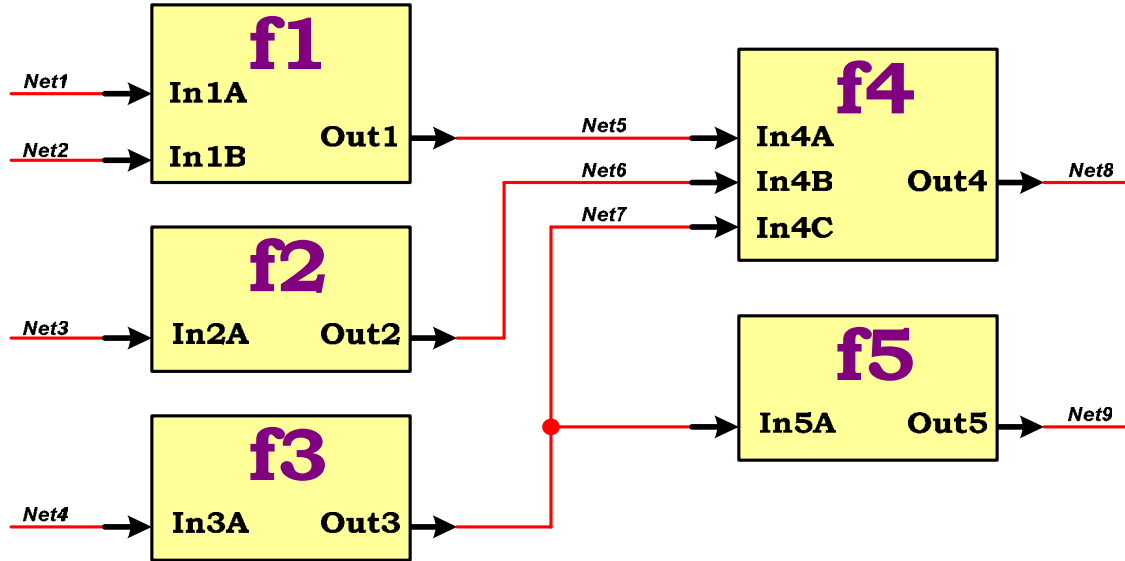 f1
Net1
In1A
Out1
Net2
In1B
f2
Net3
In2A
Out2
f3
Net4
In3A
Out3
Net5
Net6
Net7
f4
In4A
In4B
Out4
In4C
Net8
f5
In5A
Out5
Net9